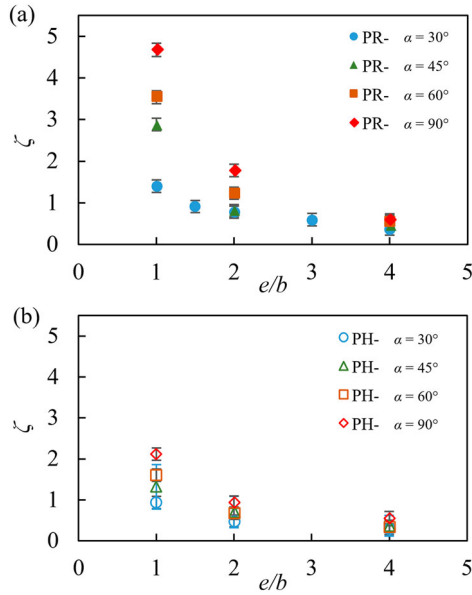 (a)
5
4
3
2
1
0
ζ
PR- α = 30°
PR- α = 45°
PR- α = 60°
PR- α = 90°
0 1 2 3 4 5
e/b
(b)
5
4
3
2
1
0
ζ
PH- α = 30°
PH- α = 45°
PH- α = 60°
PH- α = 90°
0 1 2 3 4 5
e/b